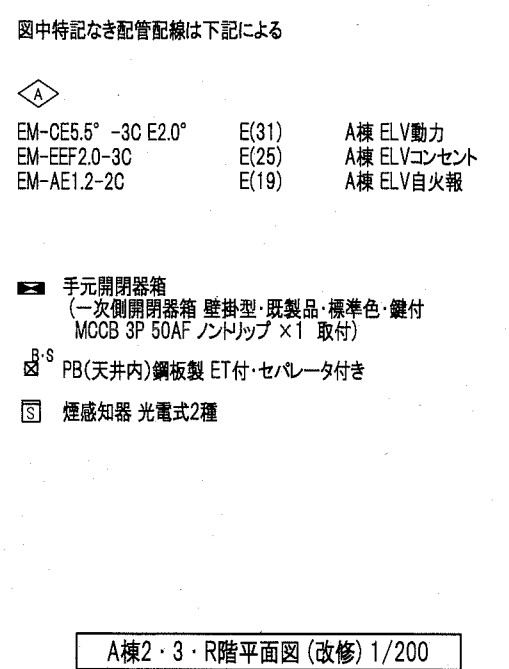 図中特記なき配管配線は下記による
A
EM-CE5.5° -3C E2.0° E(31) A棟 ELV動力
EM-EEF2.0-3C E(25) A棟 ELVコンセント
EM-AE1.2-2C E(19) A棟 ELV自火報
手元開閉器箱
(一次側開閉器箱 壁掛型・既製品・標準色・鍵付
MCCB 3P 50AF ノントリップ ×1 取付)
B・S
PB(天井内)鋼板製 ET付・セパレータ付き
S 煙感知器 光電式2種
A棟2・3・R階平面図(改修) 1/200